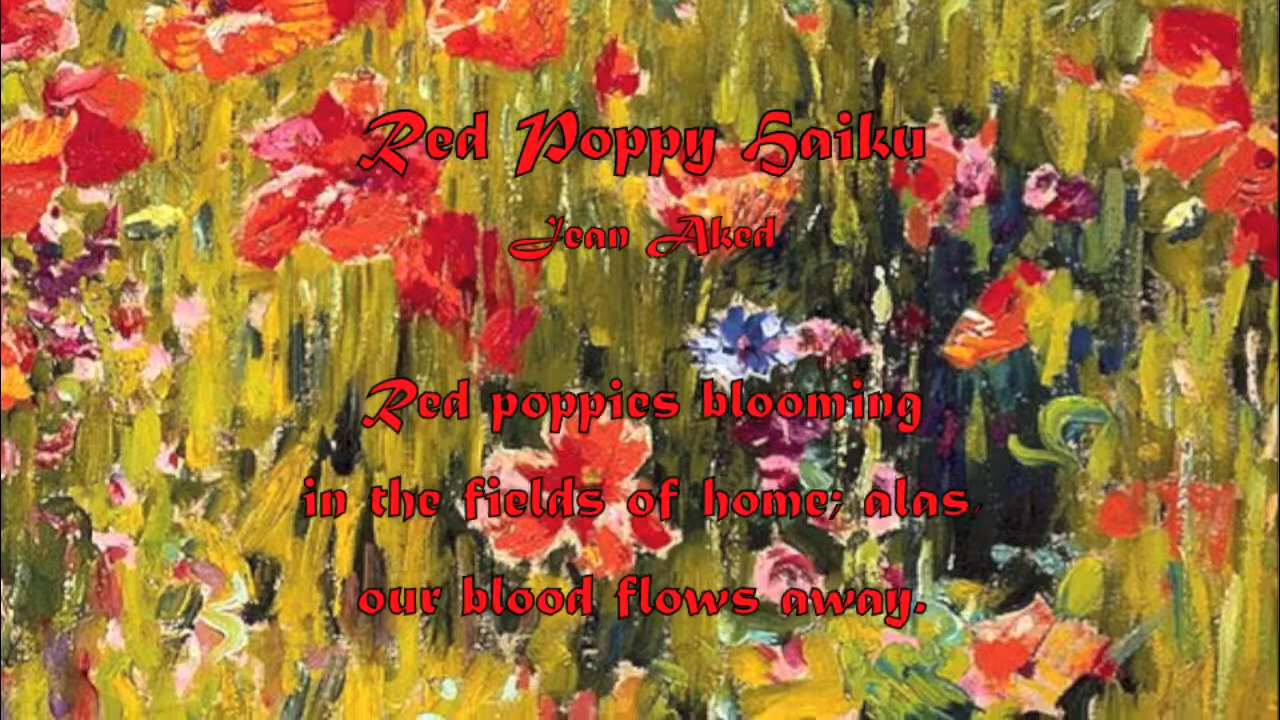 Red Poppy Haiku
Jean Aked
Red poppies blooming
in the fields of home; alas,
our blood flows away.